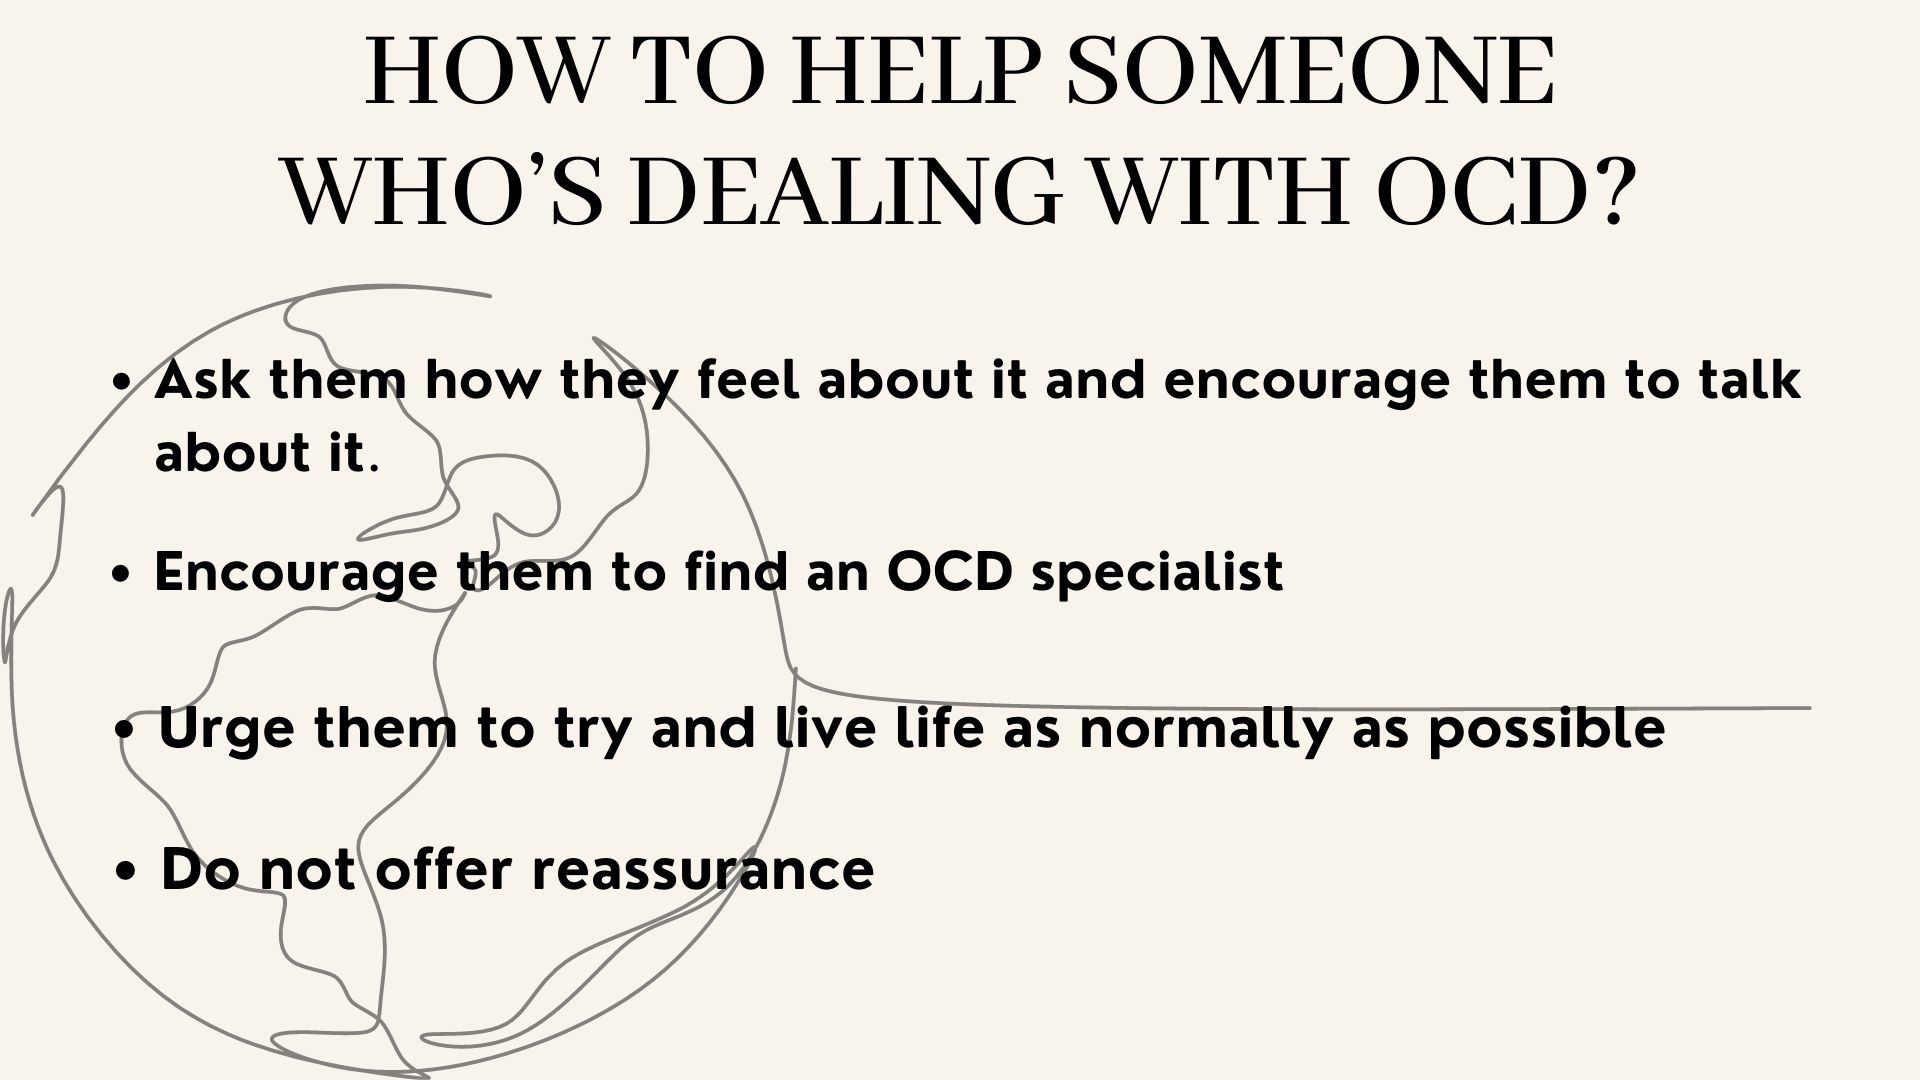 HOW TO HELP SOMEONE
WHO’S DEALING WITH OCD?
• Ask them how they feel about it and encourage them to talk
about it.
• Encourage them to find an OCD specialist
• Urge them to try and live life as normally as possible
• Do not offer reassurance